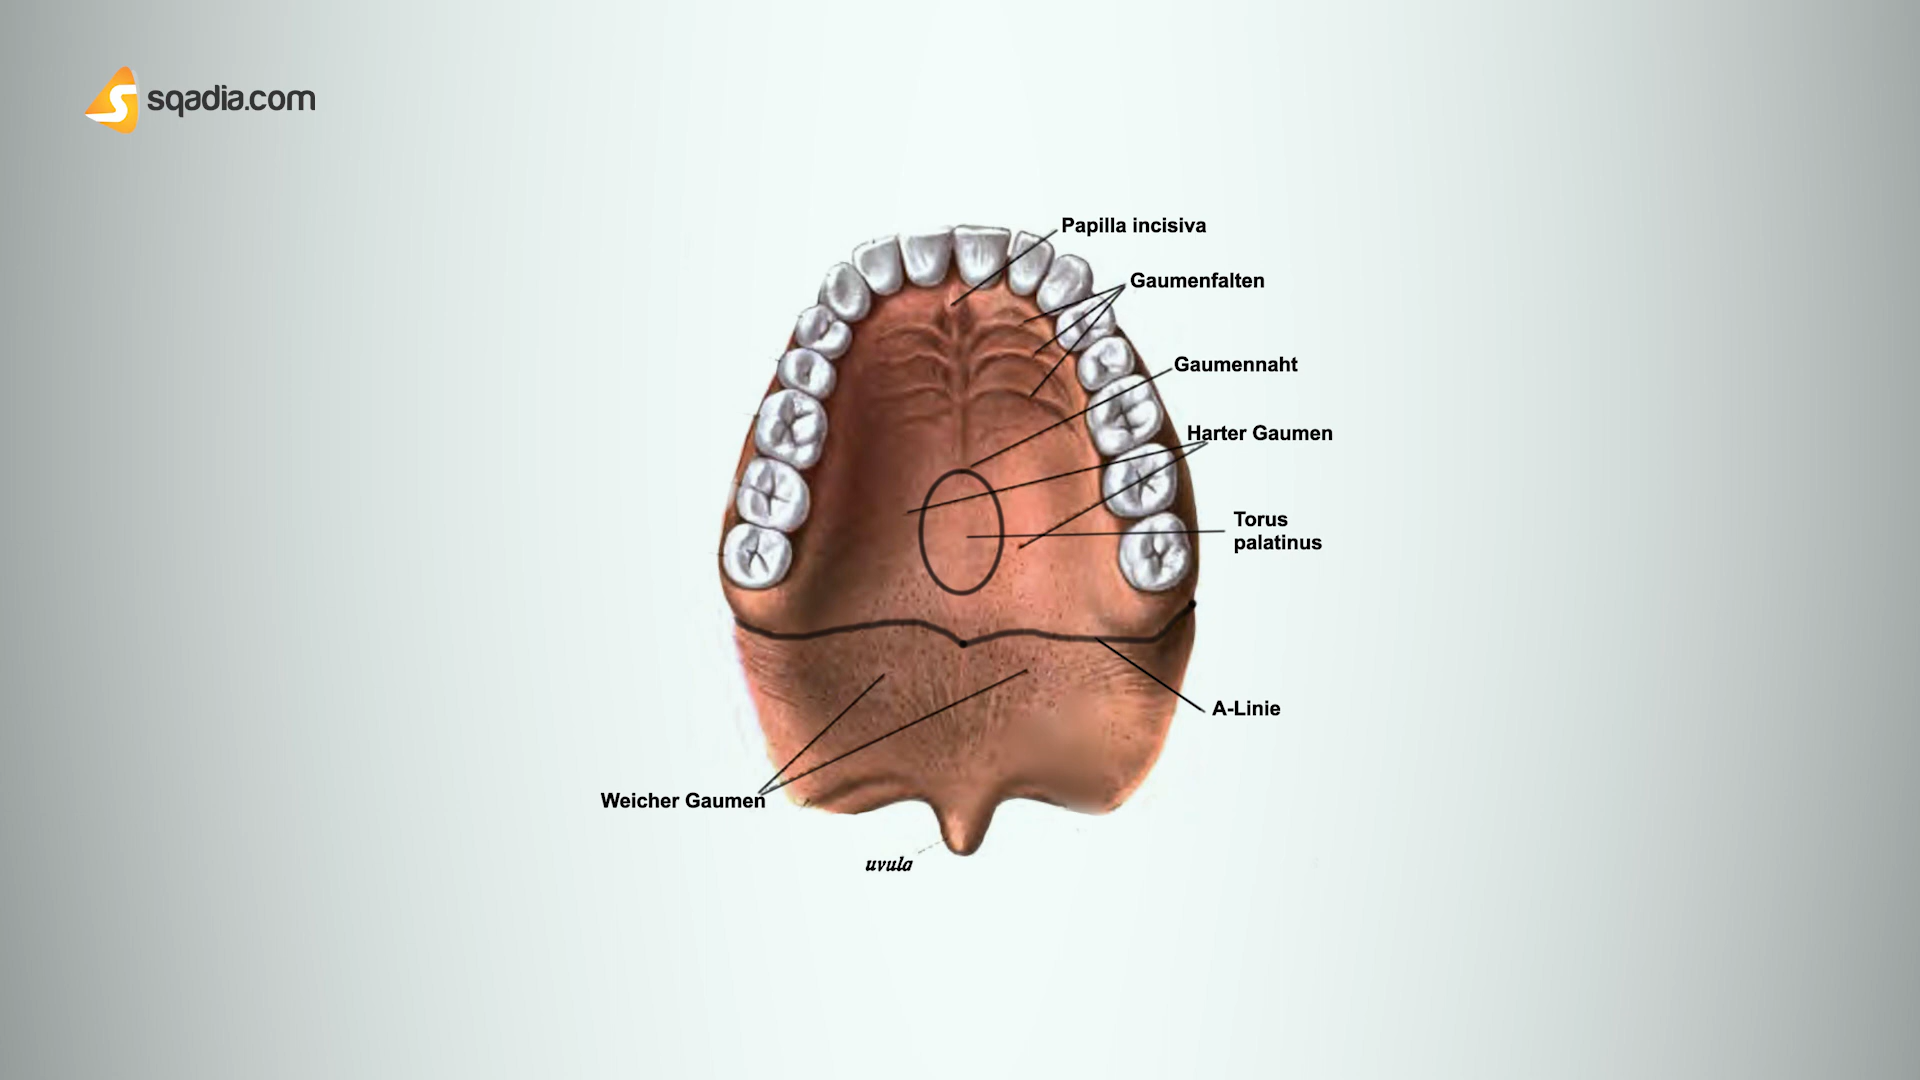 sqadia.com
Papilla incisiva
Gaumenfalten
Gaumennaht
Harter Gaumen
Torus
palatinus
A-Linie
Weicher Gaumen
uvula